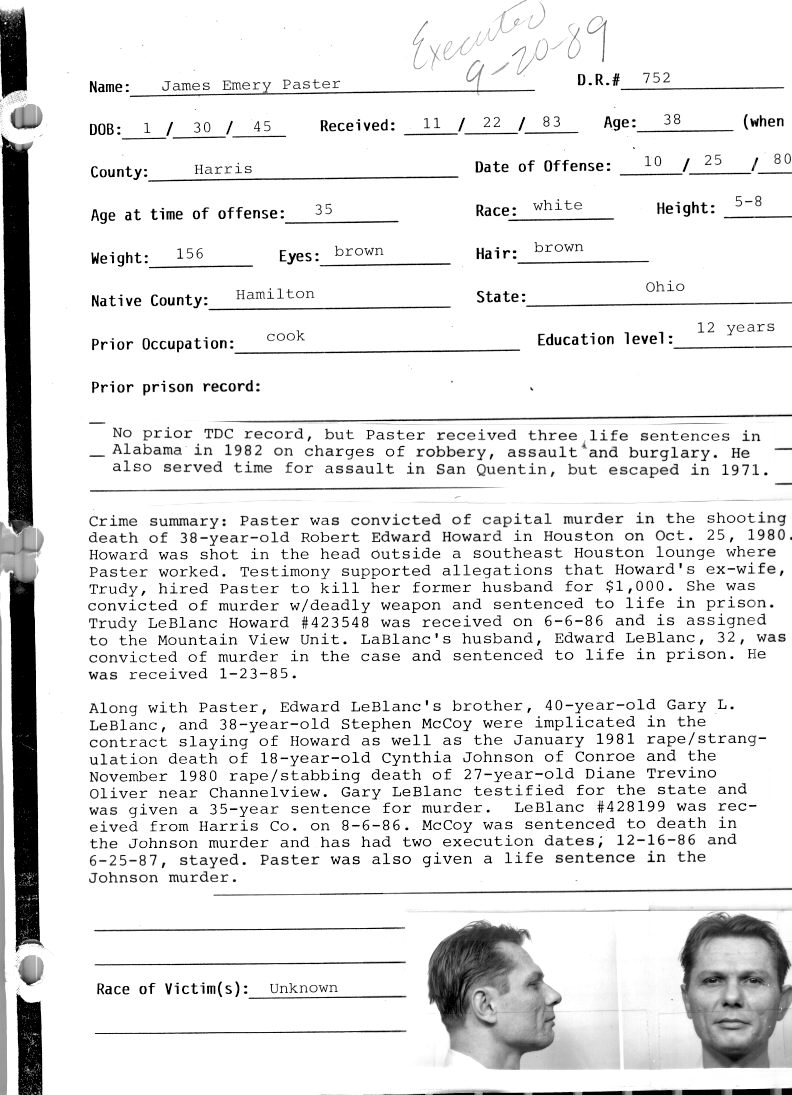 Executed
9-20-89
Name: James Emery Paster D.R.# 752
DOB: 1 / 30 / 45 Received: 11 / 22 / 83 Age: 38 (when
County: Harris Date of Offense: 10 / 25 / 80
Age at time of offense: 35 Race: white Height: 5-8
Weight: 156 Eyes: brown Hair: brown
Native County: Hamilton State: Ohio
Prior Occupation: cook Education level: 12 years
Prior prison record:
No prior TDC record, but Paster received three life sentences in
Alabama in 1982 on charges of robbery, assault and burglary. He
also served time for assault in San Quentin, but escaped in 1971.
Crime summary: Paster was convicted of capital murder in the shooting
death of 38-year-old Robert Edward Howard in Houston on Oct. 25, 1980.
Howard was shot in the head outside a southeast Houston lounge where
Paster worked. Testimony supported allegations that Howard's ex-wife,
Trudy, hired Paster to kill her former husband for $1,000. She was
convicted of murder w/deadly weapon and sentenced to life in prison.
Trudy LeBlanc Howard #423548 was received on 6-6-86 and is assigned
to the Mountain View Unit. LaBlanc's husband, Edward LeBlanc, 32, was
convicted of murder in the case and sentenced to life in prison. He
was received 1-23-85.
Along with Paster, Edward LeBlanc's brother, 40-year-old Gary L.
LeBlanc, and 38-year-old Stephen McCoy were implicated in the
contract slaying of Howard as well as the January 1981 rape/strang-
ulation death of 18-year-old Cynthia Johnson of Conroe and the
November 1980 rape/stabbing death of 27-year-old Diane Trevino
Oliver near Channelview. Gary LeBlanc testified for the state and
was given a 35-year sentence for murder. LeBlanc #428199 was rec-
eived from Harris Co. on 8-6-86. McCoy was sentenced to death in
the Johnson murder and has had two execution dates; 12-16-86 and
6-25-87, stayed. Paster was also given a life sentence in the
Johnson murder.
Race of Victim(s): Unknown